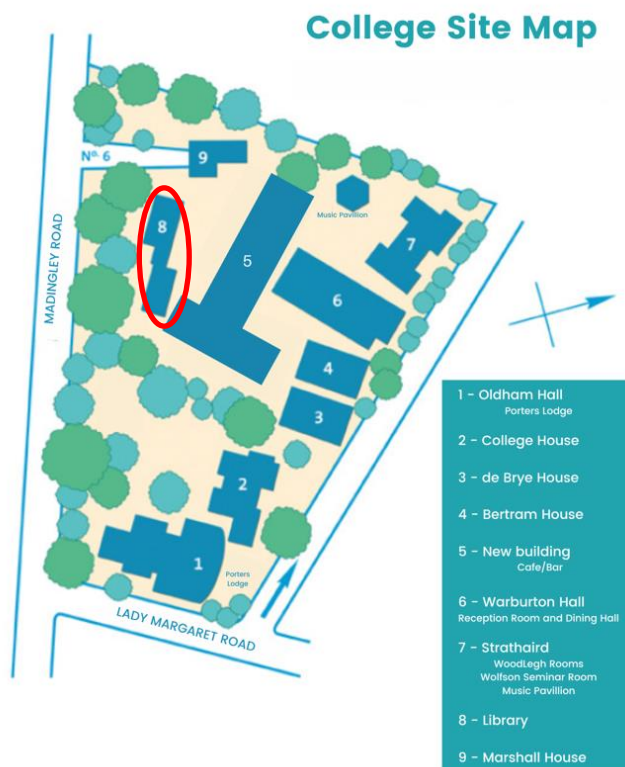 College Site Map
Nº. 6
9
8
Music Pavillion
7
5
6
MADINGLEY ROAD
4
3
2
1
Porters
Lodge
LADY MARGARET ROAD
1 - Oldham Hall
Porters Lodge
2 - College House
3 - de Brye House
4 - Bertram House
5 - New building
Cafe/Bar
6 - Warburton Hall
Reception Room and Dining Hall
7 - Strathaird
WoodLegh Rooms
Wolfson Seminar Room
Music Pavillion
8 - Library
9 - Marshall House